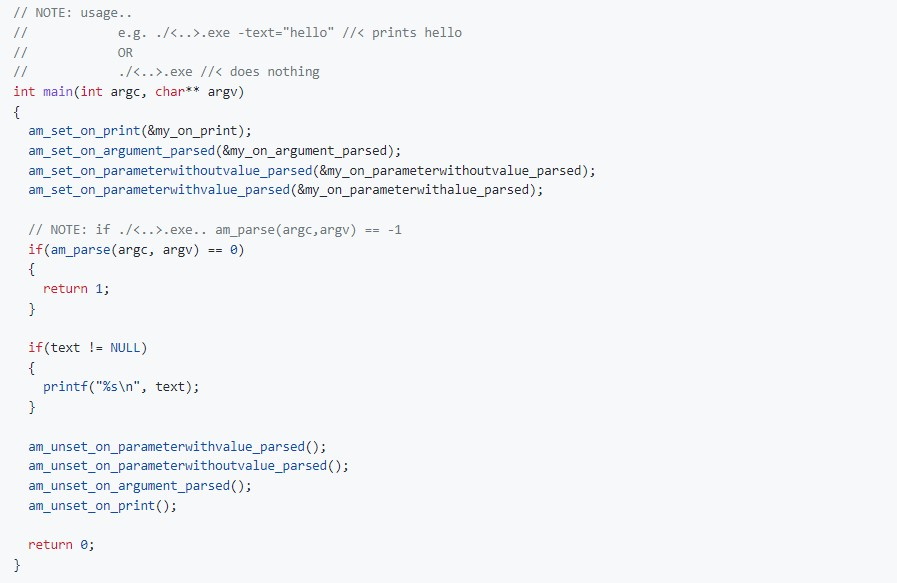 // NOTE: usage..
//            e.g. ./<..>.exe -text="hello" //< prints hello
//            OR
//            ./<..>.exe //< does nothing
int main(int argc, char** argv)
{
  am_set_on_print(&my_on_print);
  am_set_on_argument_parsed(&my_on_argument_parsed);
  am_set_on_parameterwithoutvalue_parsed(&my_on_parameterwithoutvalue_parsed);
  am_set_on_parameterwithvalue_parsed(&my_on_parameterwithalue_parsed);

  // NOTE: if ./<..>.exe.. am_parse(argc,argv) == -1
  if(am_parse(argc, argv) == 0)
  {
    return 1;
  }

  if(text != NULL)
  {
    printf("%s\n", text);
  }

  am_unset_on_parameterwithvalue_parsed();
  am_unset_on_parameterwithoutvalue_parsed();
  am_unset_on_argument_parsed();
  am_unset_on_print();

  return 0;
}